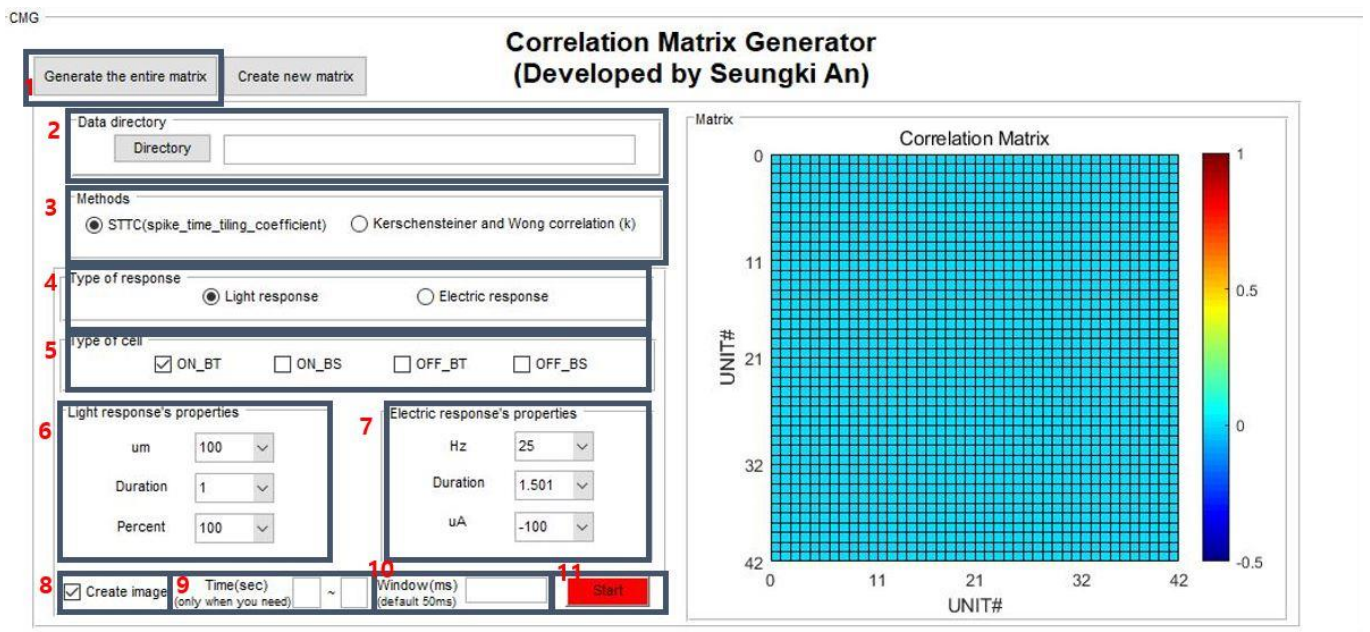 CMG
Correlation Matrix Generator
(Developed by Seungki An)
1
Generate the entire matrix
Create new matrix
2
Data directory
Directory
3
Methods
STTC(spike_time_tiling_coefficient)
Kerschensteiner and Wong correlation (k)
4
Type of response
Light response
Electric response
5
Type of cell
ON_BT
ON_BS
OFF_BT
OFF_BS
6
Light response's properties
um
100
Duration
1
Percent
100
7
Electric response's properties
Hz
25
Duration
1.501
uA
-100
8
Create image
9
Time(sec)
(only when you need)
~
10
Window(ms)
(default 50ms)
11
Start
Matrix
Correlation Matrix
0
11
21
32
42
UNIT#
0
11
21
32
42
UNIT#
1
0.5
0
-0.5